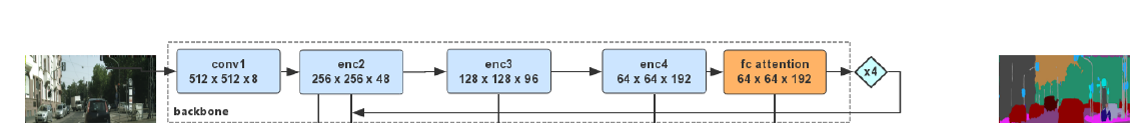 conv1
512 x 512 x 8
enc2
256 x 256 x 48
enc3
128 x 128 x 96
enc4
64 x 64 x 192
fc attention
64 x 64 x 192
x4
backbone